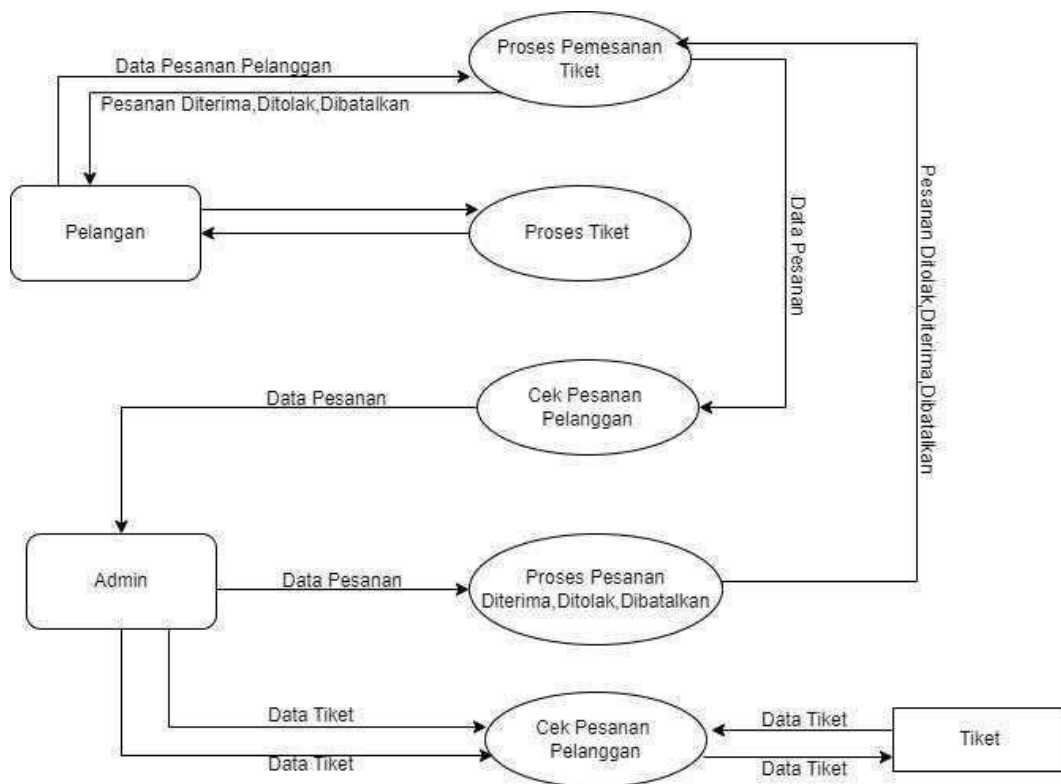 Proses Pemesanan
Tiket
Data Pesanan Pelanggan
Pesanan Diterima,Ditolak,Dibatalkan
Pelangan
Proses Tiket
Data Pesanan
Pesanan Ditolak,Diterima,Dibatalkan
Cek Pesanan
Pelanggan
Data Pesanan
Admin
Data Pesanan
Proses Pesanan
Diterima,Ditolak,Dibatalkan
Data Tiket
Data Tiket
Cek Pesanan
Pelanggan
Data Tiket
Data Tiket
Tiket